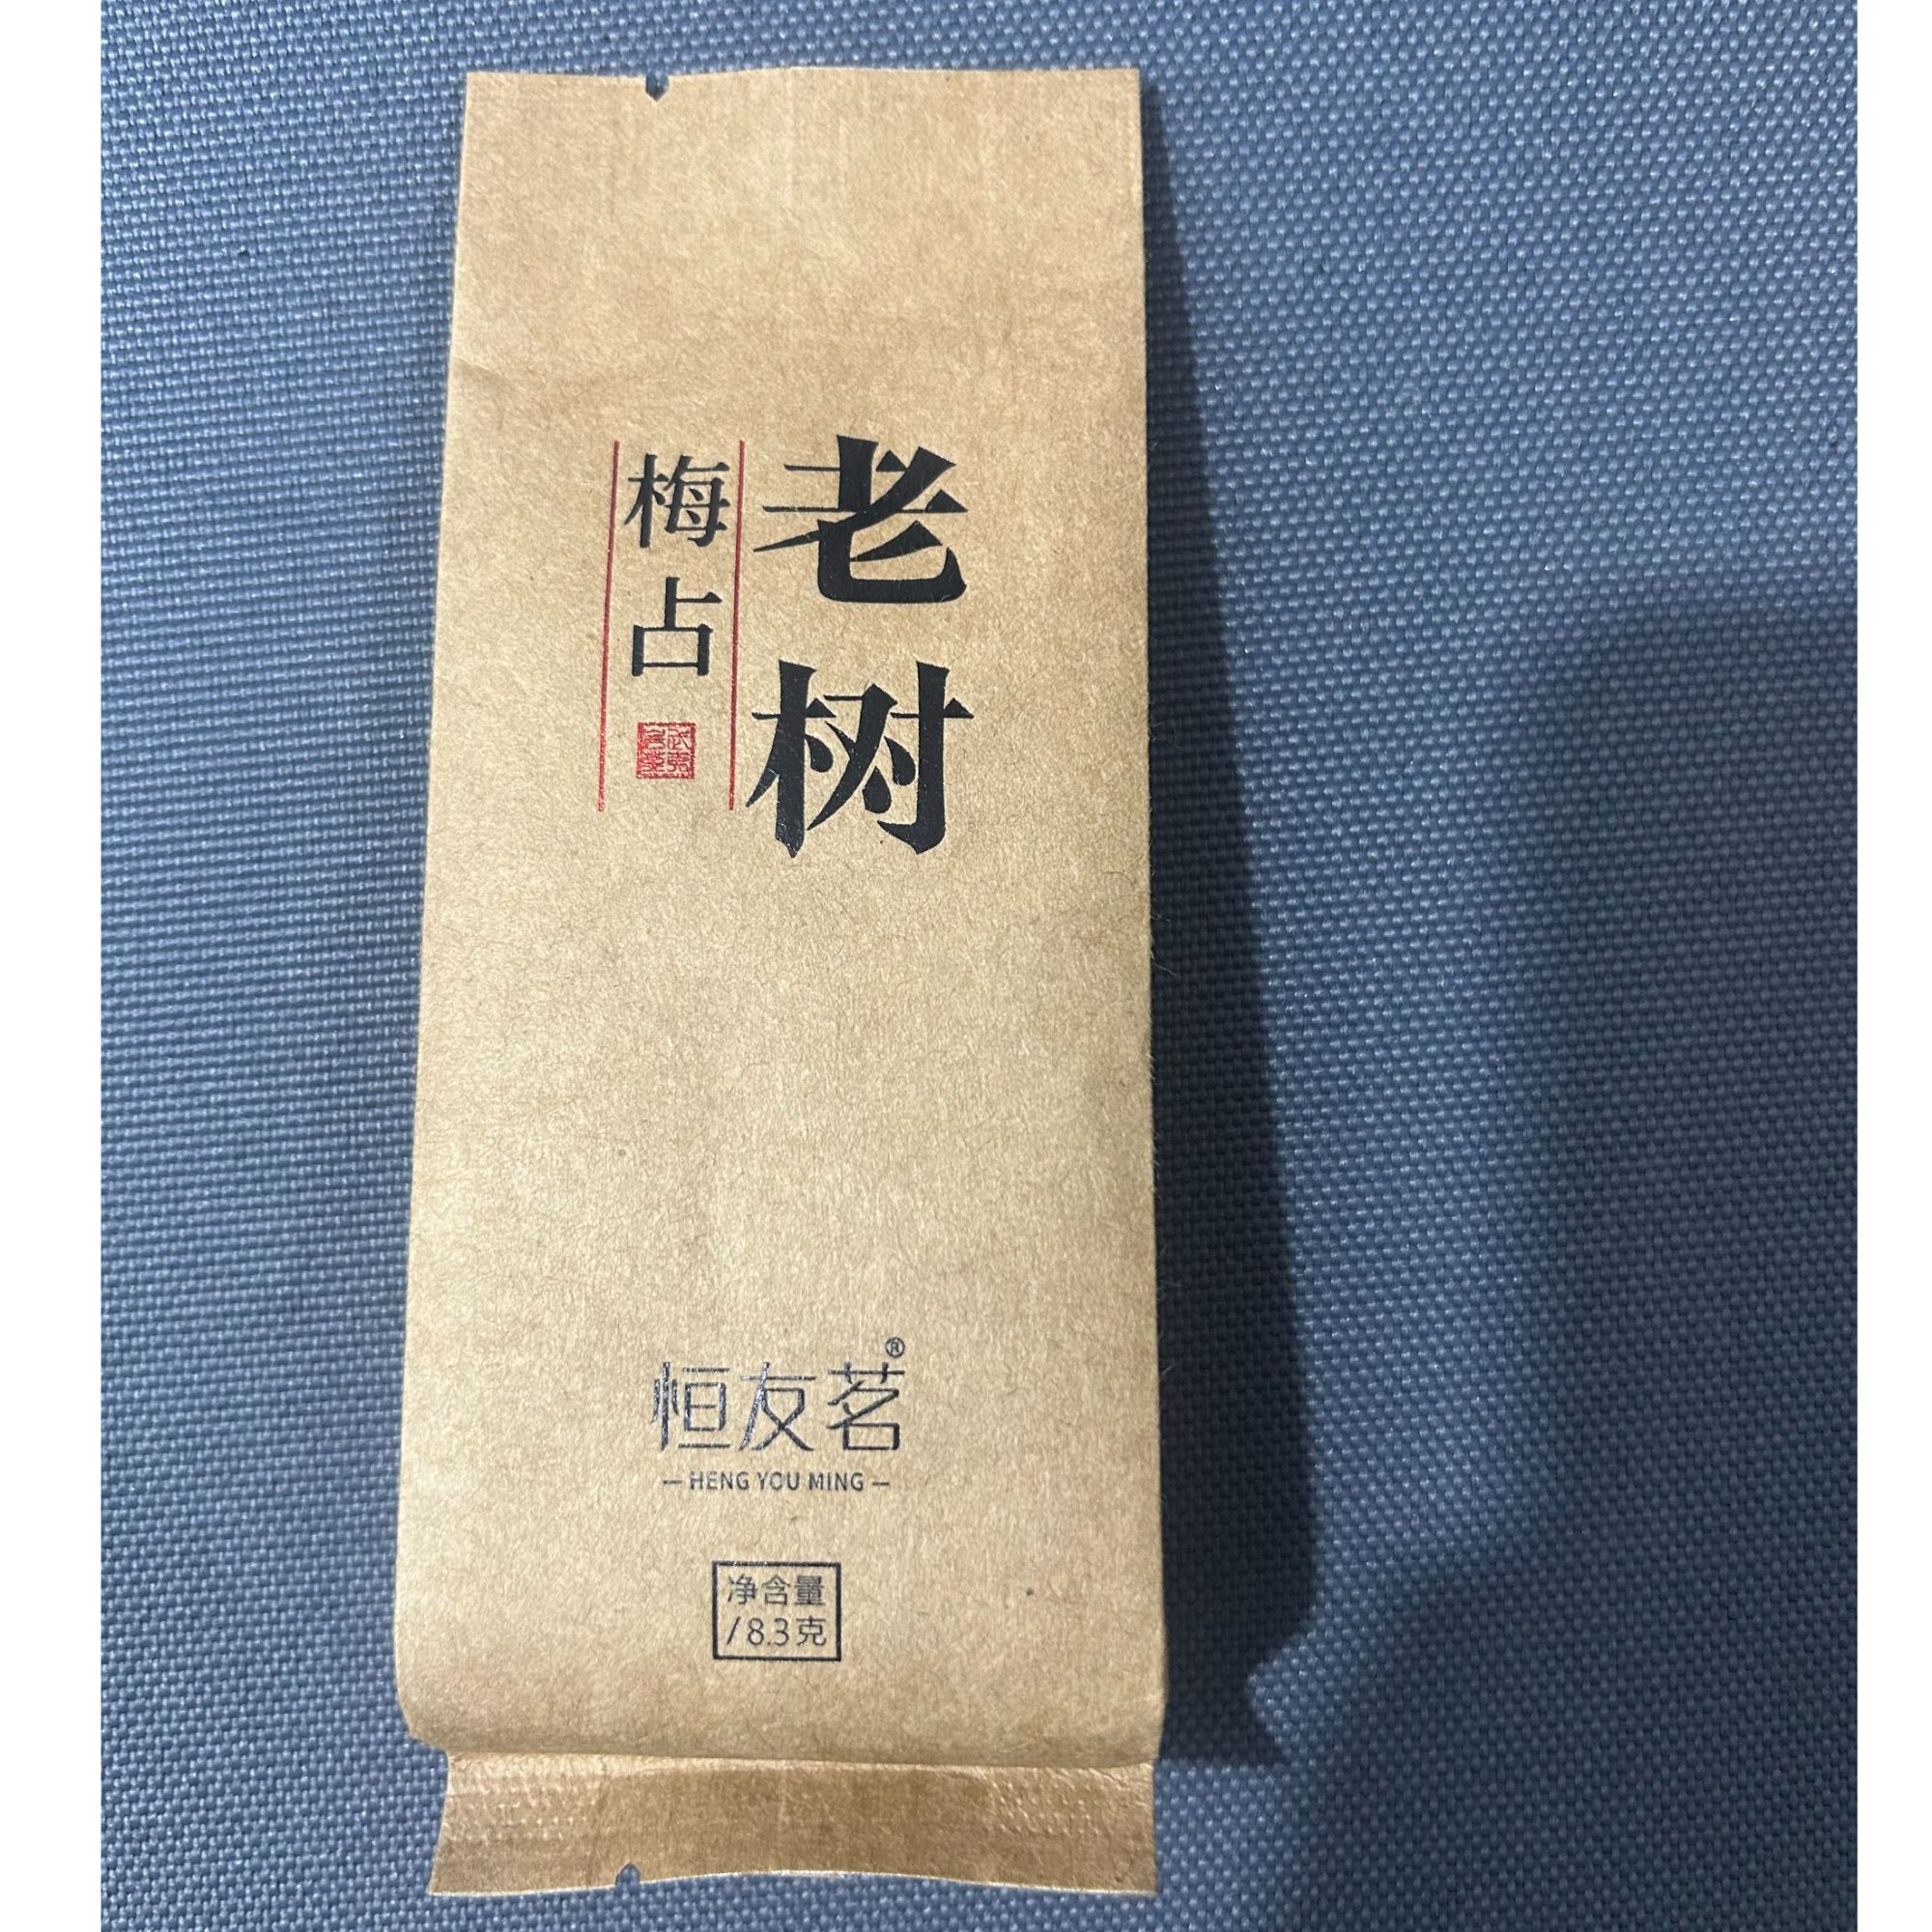 老树
梅占
恒友茗®
— HENG YOU MING —
净含量
/8.3克